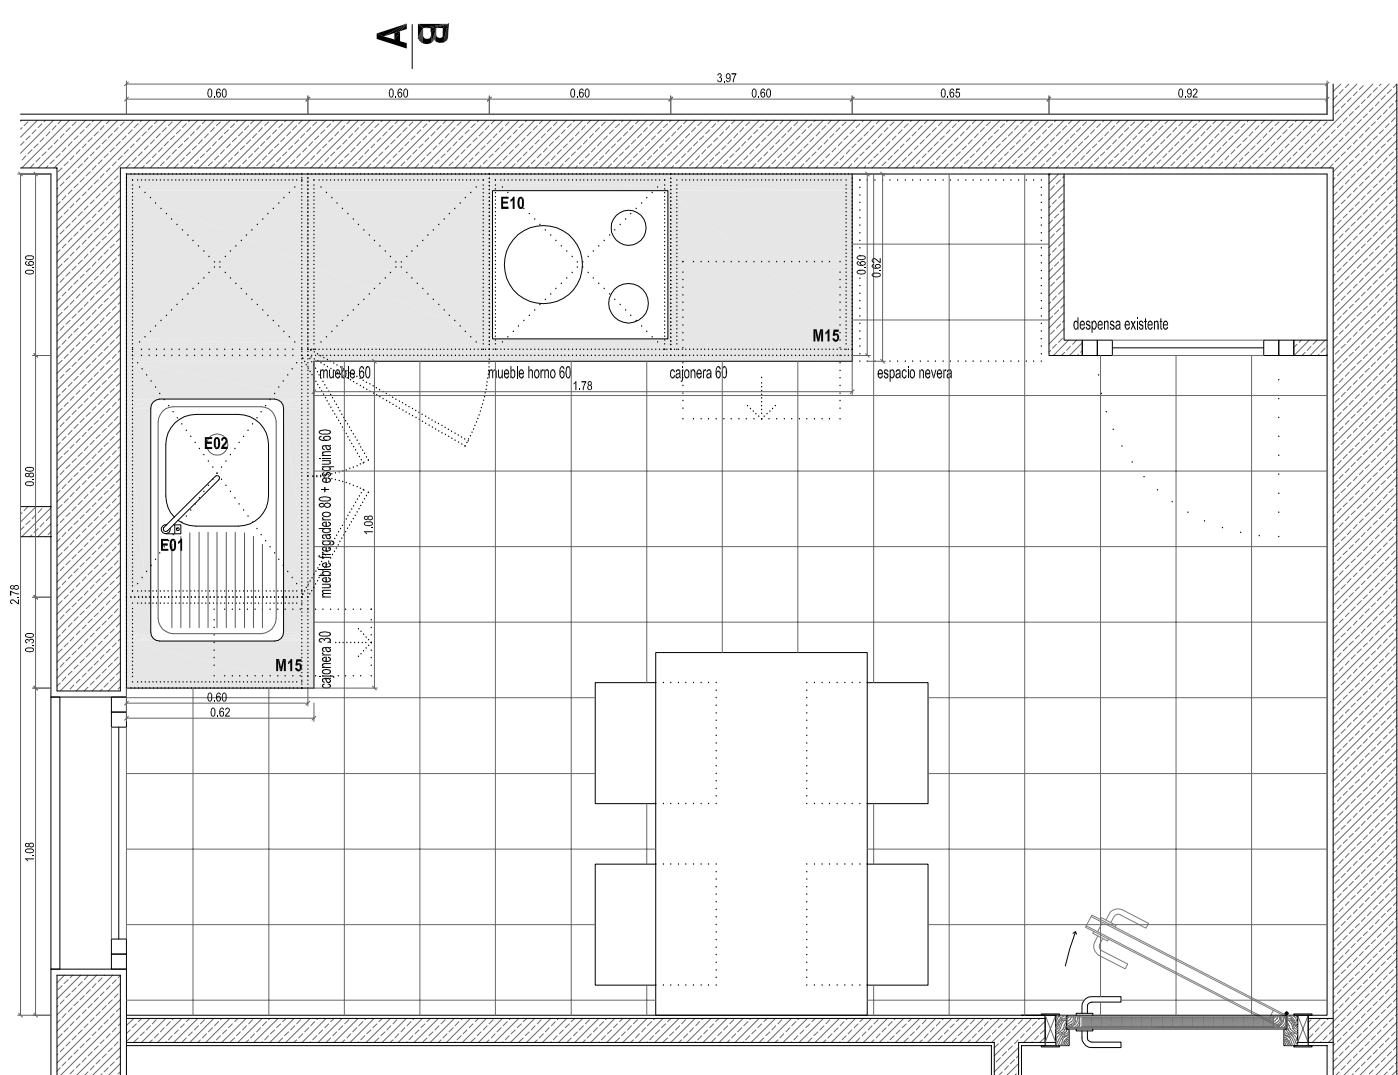 A B
3.97
0.60 0.60 0.60 0.60 0.65 0.92
E10
M15
0.60
0.62
despensa existente
mueble 60
mueble horno 60
cajonera 60
espacio nevera
1.78
0.60
0.80
0.30
1.08
2.78
E02
E01
mueble fregadero 80 + esquina 60
1.08
cajonera 30
M15
0.60
0.62